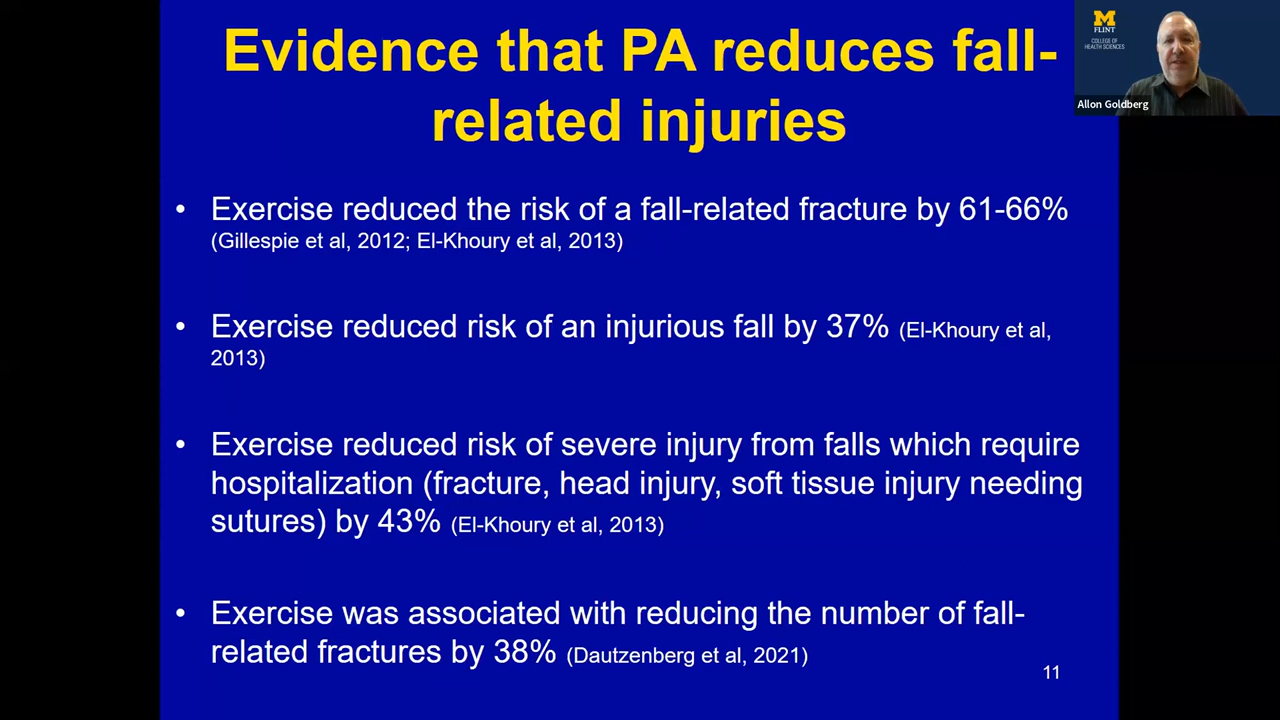 Evidence that PA reduces fall-
related injuries
M
FLINT
COLLEGE OF
HEALTH SCIENCES
Allon Goldberg
• Exercise reduced the risk of a fall-related fracture by 61-66%
(Gillespie et al, 2012; El-Khoury et al, 2013)
• Exercise reduced risk of an injurious fall by 37% (El-Khoury et al,
2013)
• Exercise reduced risk of severe injury from falls which require
hospitalization (fracture, head injury, soft tissue injury needing
sutures) by 43% (El-Khoury et al, 2013)
• Exercise was associated with reducing the number of fall-
related fractures by 38% (Dautzenberg et al, 2021)
11